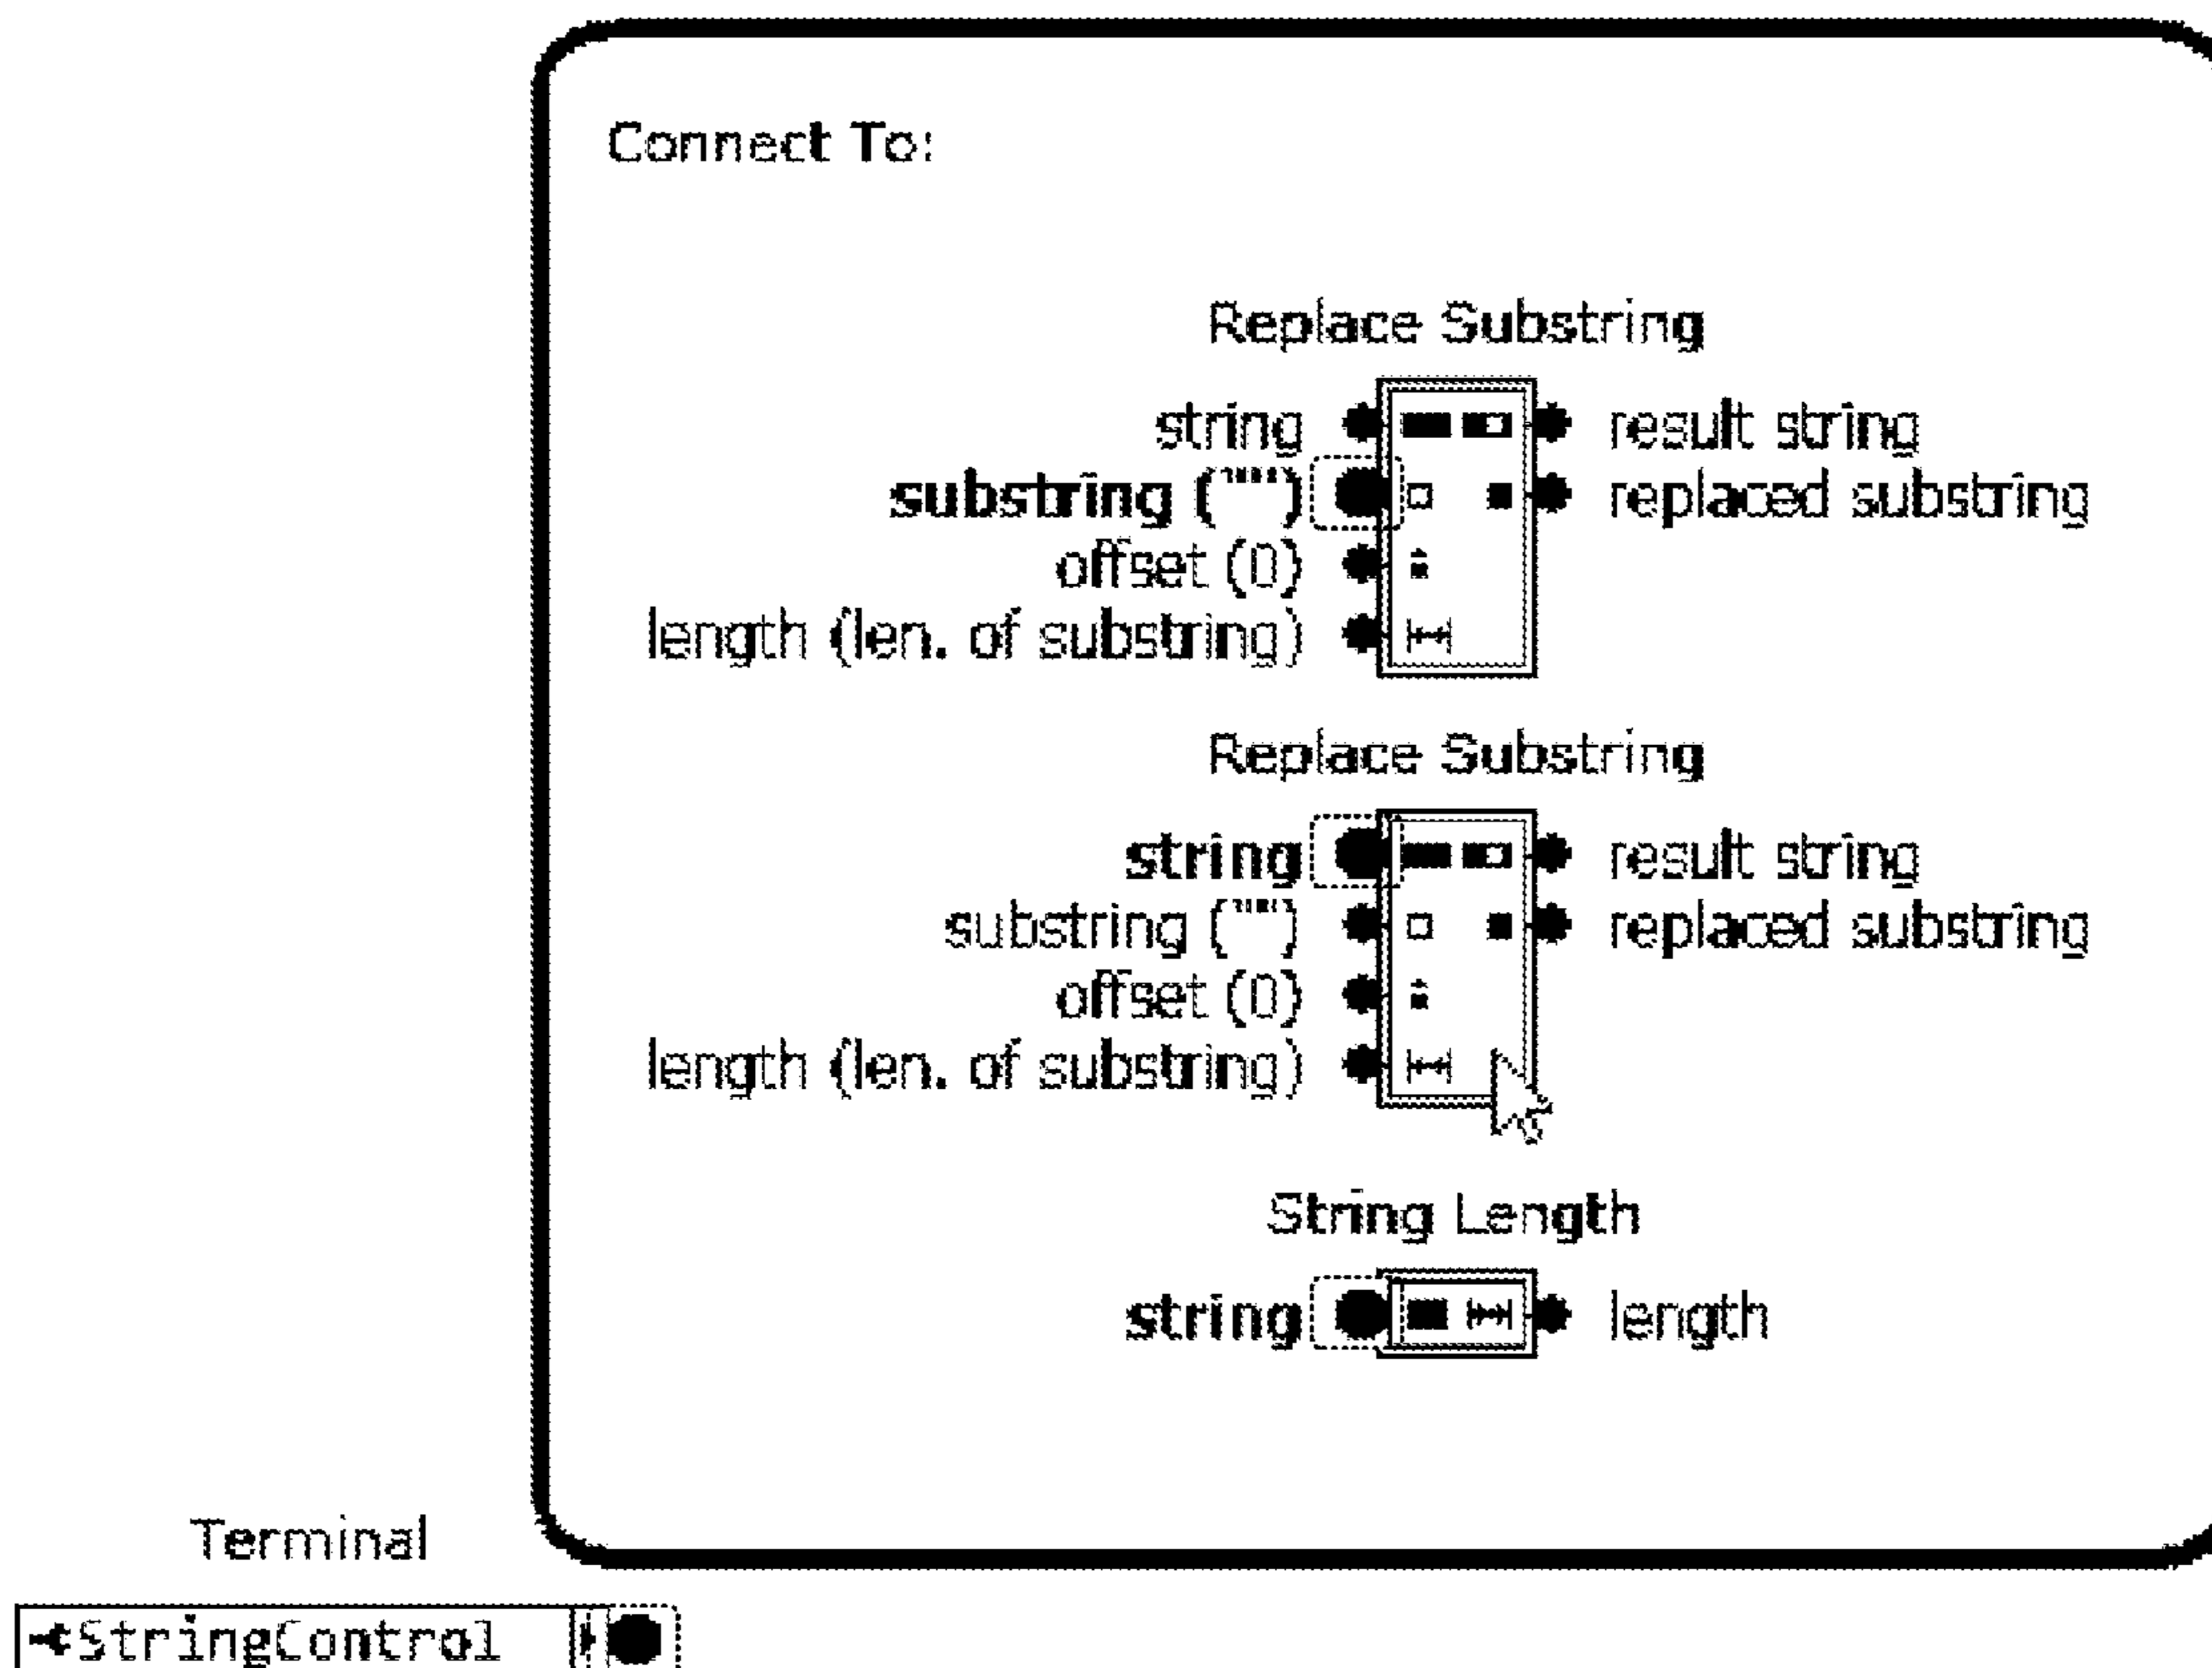 Connect To:
Replace Substring
string result string
substring ("") replaced substring
offset (0)
length (len. of substring)
Replace Substring
string result string
substring ("") replaced substring
offset (0)
length (len. of substring)
String Length
string length
Terminal
StringControl